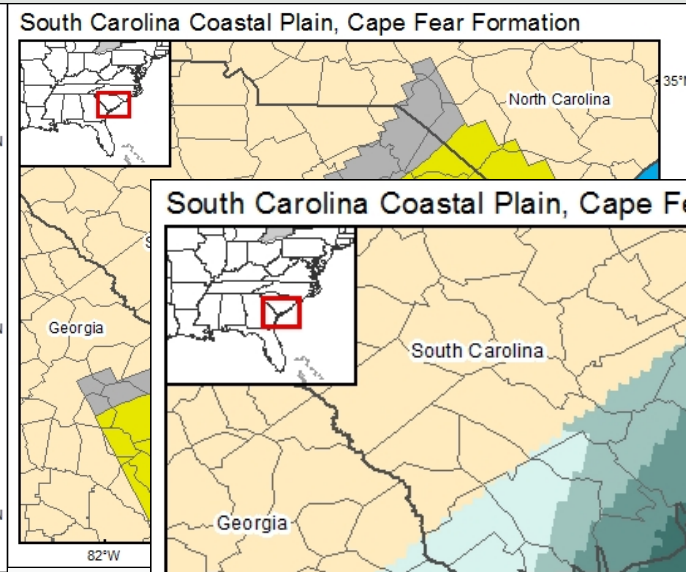 South Carolina Coastal Plain, Cape Fear Formation
North Carolina
35°
Georgia
82°W
South Carolina Coastal Plain, Cape
South Carolina
Georgia